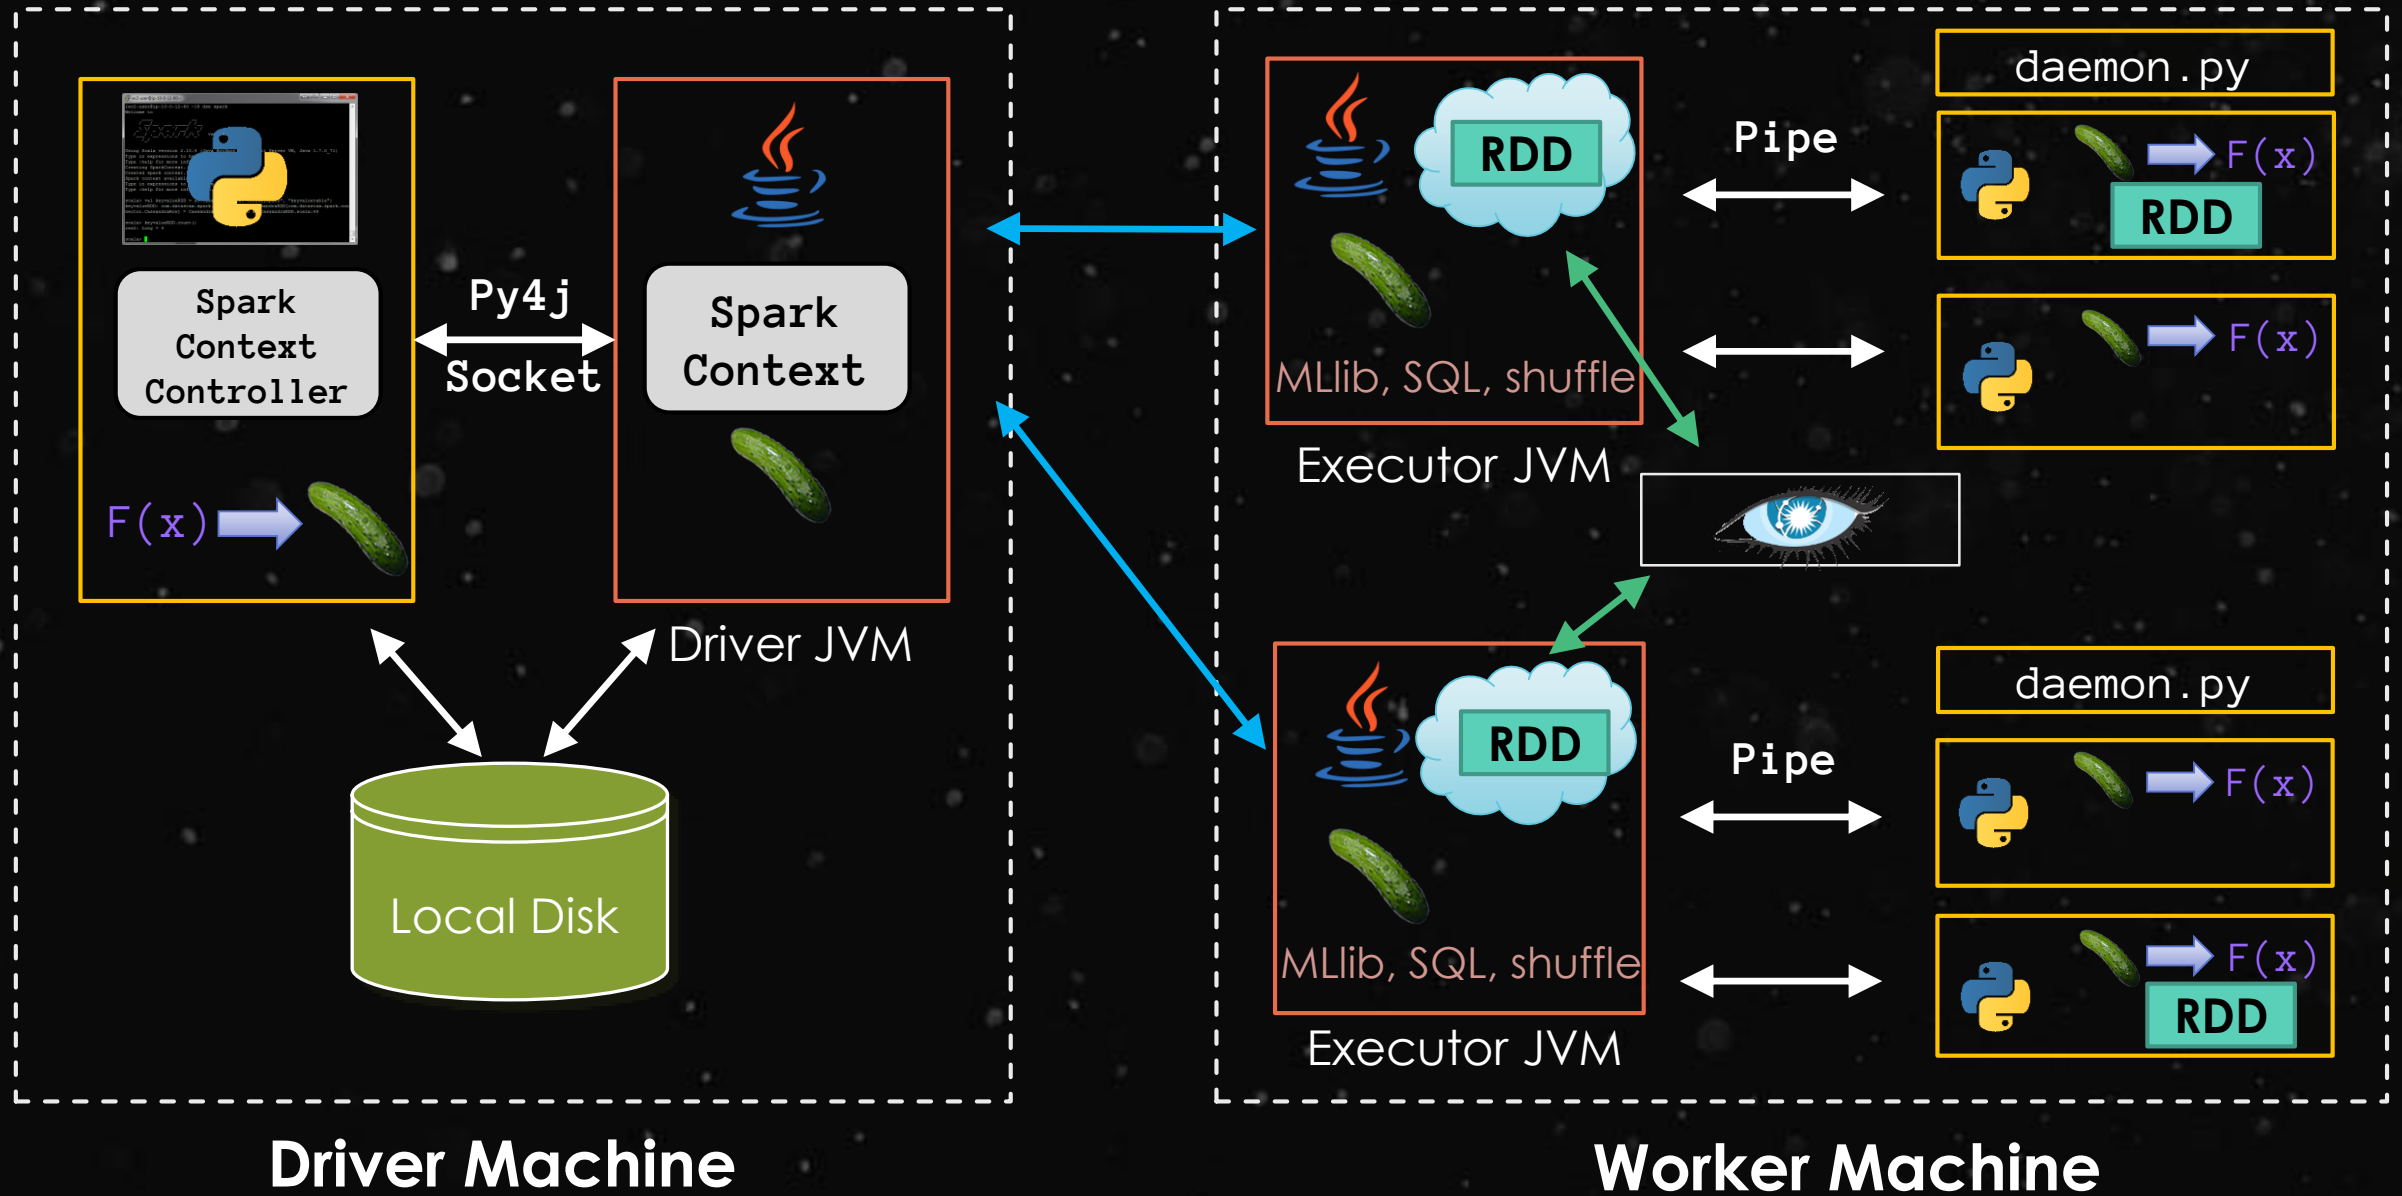 Spark
Context
Controller
F(x)
Py4j
Socket
Spark
Context
Driver JVM
Local Disk
Driver Machine
RDD
MLlib, SQL, shuffle
Executor JVM
Pipe
daemon.py
F(x)
RDD
F(x)
RDD
MLlib, SQL, shuffle
Executor JVM
Pipe
daemon.py
F(x)
F(x)
RDD
Worker Machine